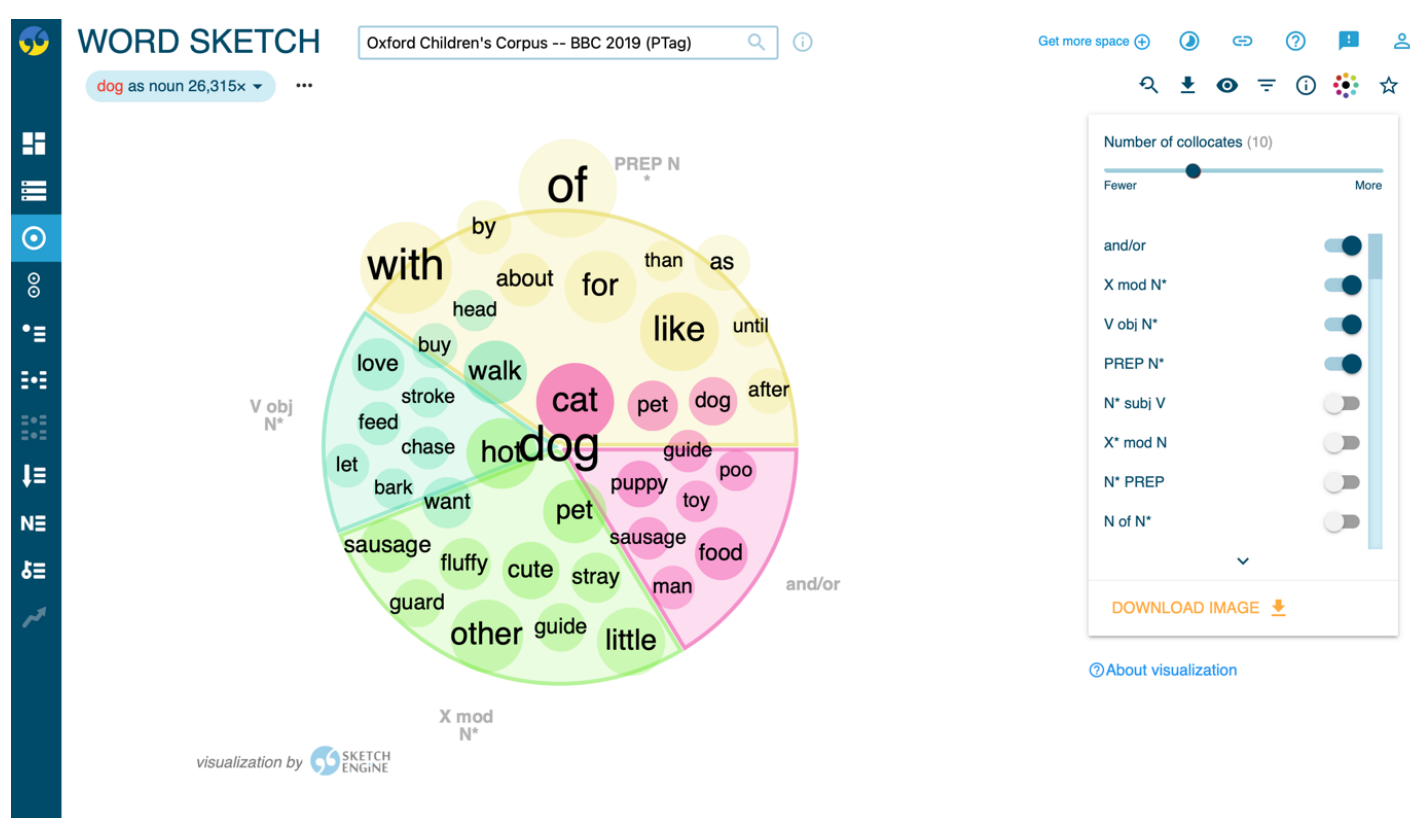 WORD SKETCH
Oxford Children's Corpus -- BBC 2019 (PTag)
Get more space
dog as noun 26,315×
PREP N
*
of
by
with
about
for
than
as
head
like
until
buy
love
walk
cat
pet
dog
after
stroke
V obj
N*
feed
chase
hot
dog
guide
let
poo
bark
want
puppy
toy
pet
sausage
sausage
food
fluffy
cute
stray
man
and/or
guard
other
guide
little
X mod
N*
visualization by
SKETCH
ENGINE
Number of collocates (10)
Fewer
More
and/or
X mod N*
V obj N*
PREP N*
N* subj V
X* mod N
N* PREP
N of N*
DOWNLOAD IMAGE
About visualization